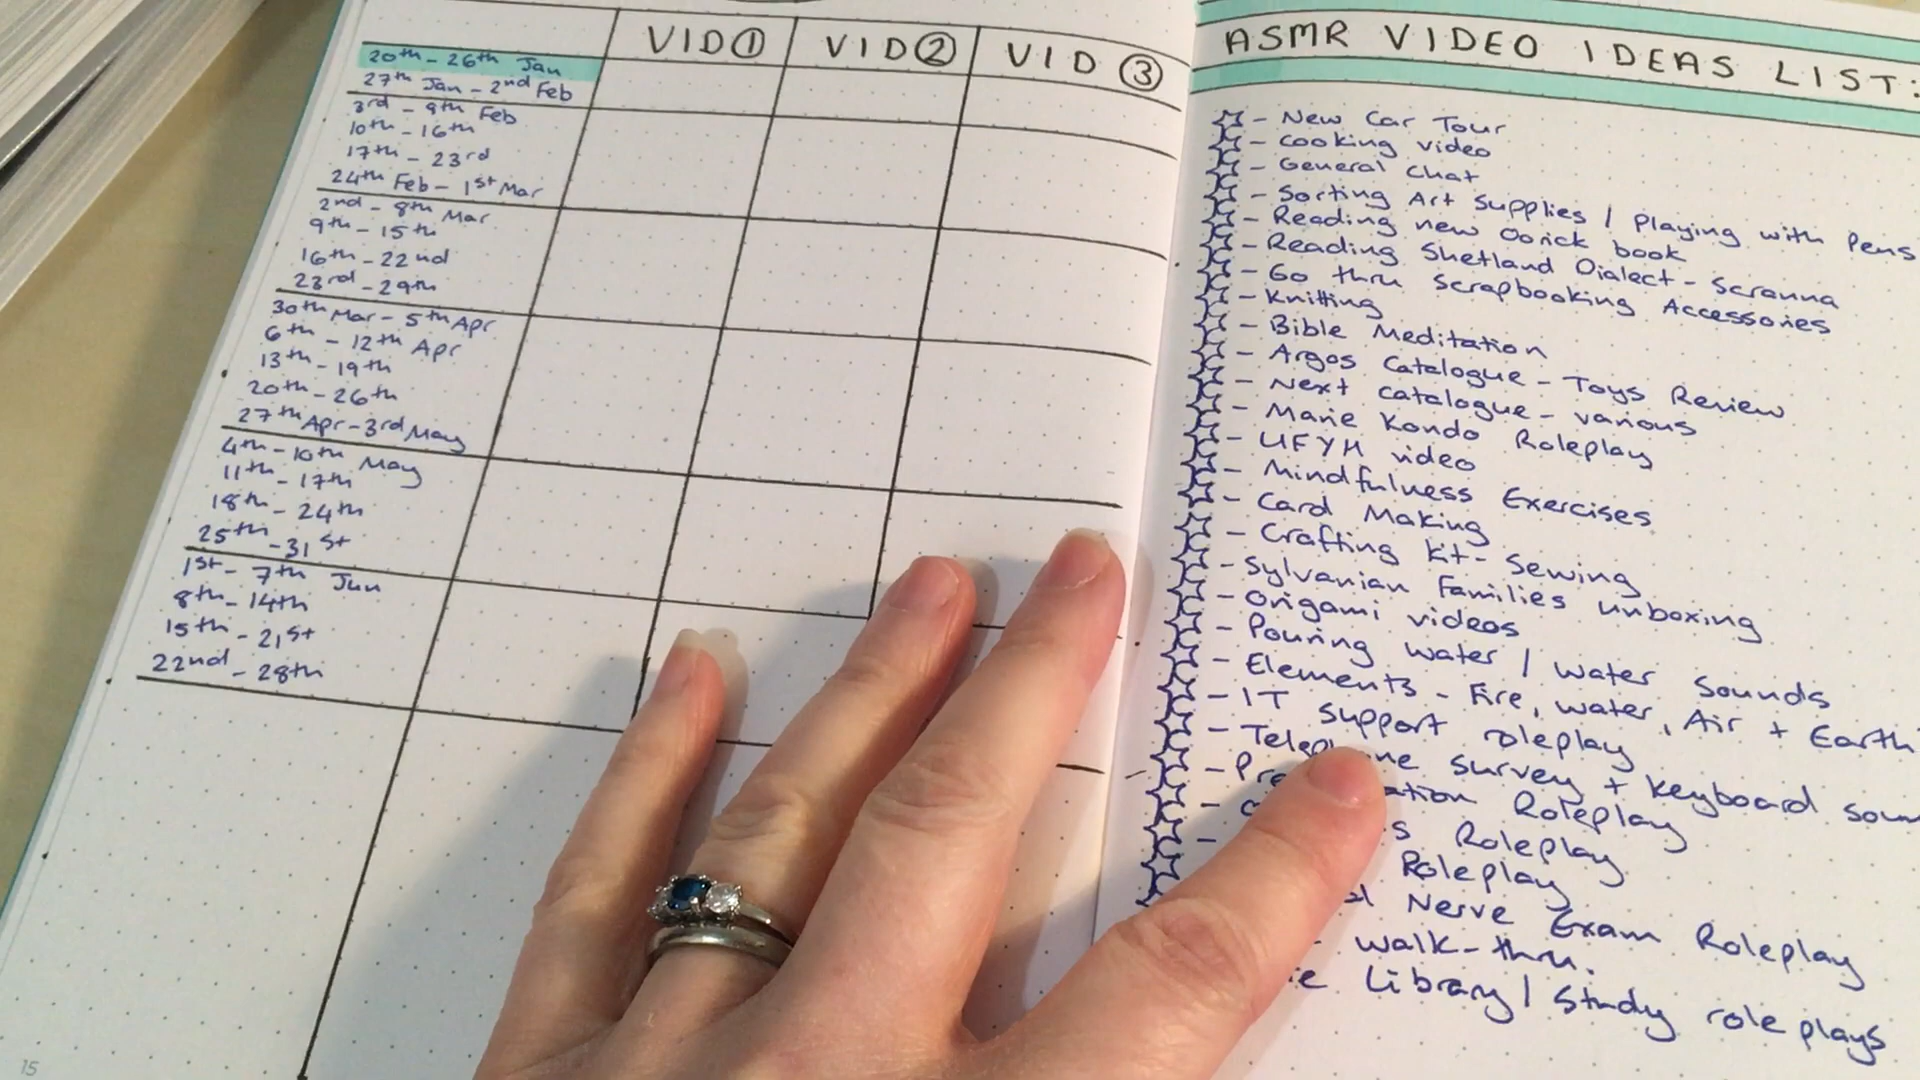 VID ① VID ② VID ③
20th - 26th Jan
27th Jan - 2nd Feb
3rd - 9th Feb
10th - 16th
17th - 23rd
24th Feb - 1st Mar
2nd - 8th Mar
9th - 15th
16th - 22nd
23rd - 29th
30th Mar - 5th Apr
6th - 12th Apr
13th - 19th
20th - 26th
27th Apr - 3rd May
4th - 10th May
11th - 17th
18th - 24th
25th - 31st
1st - 7th Jun
8th - 14th
15th - 21st
22nd - 28th
15
ASMR VIDEO IDEAS LIST:
- New Car Tour
- Cooking video
- General Chat
- Sorting Art Supplies / Playing with Pens
- Reading new Oorick book
- Reading Shetland Dialect - Scranna
- Go thru Scrapbooking Accessories
- Knitting
- Bible Meditation
- Argos Catalogue - Toys Review
- Next catalogue - various
- Marie Kondo Roleplay
- UFYH video
- Mindfulness Exercises
- Card Making
- Crafting Kit - Sewing
- Sylvanian Families unboxing
- Origami videos
- Pouring water / water sounds
- Elements - Fire, water, Air + Earth
- IT support roleplay
- survey + keyboard
- Roleplay
Roleplay
Roleplay
Nerve Exam Roleplay
walk-thru.
Library / Study role plays